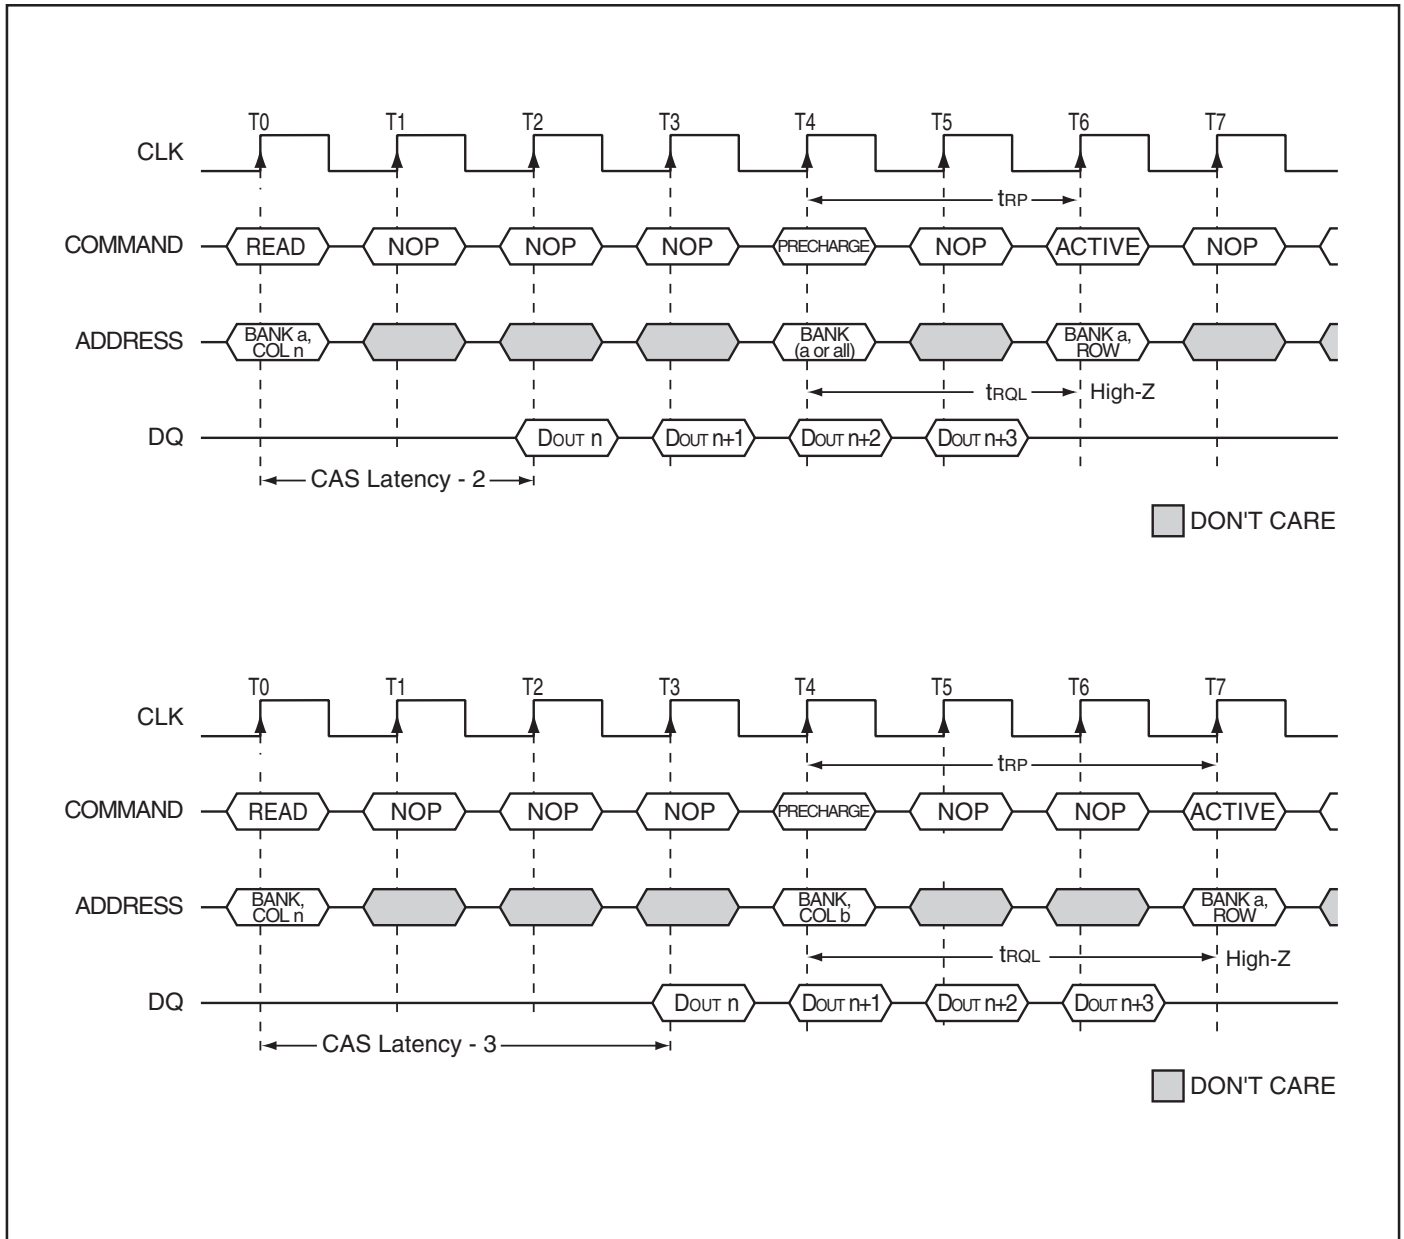 T0 T1 T2 T3 T4 T5 T6 T7
CLK
tRP
COMMAND READ NOP NOP NOP PRECHARGE NOP ACTIVE NOP
ADDRESS BANK a, COL n BANK (a or all) BANK a, ROW
tRQL High-Z
DQ DOUT n DOUT n+1 DOUT n+2 DOUT n+3
CAS Latency - 2
DON'T CARE
T0 T1 T2 T3 T4 T5 T6 T7
CLK
tRP
COMMAND READ NOP NOP NOP PRECHARGE NOP NOP ACTIVE
ADDRESS BANK, COL n BANK, COL b BANK a, ROW
tRQL High-Z
DQ DOUT n DOUT n+1 DOUT n+2 DOUT n+3
CAS Latency - 3
DON'T CARE